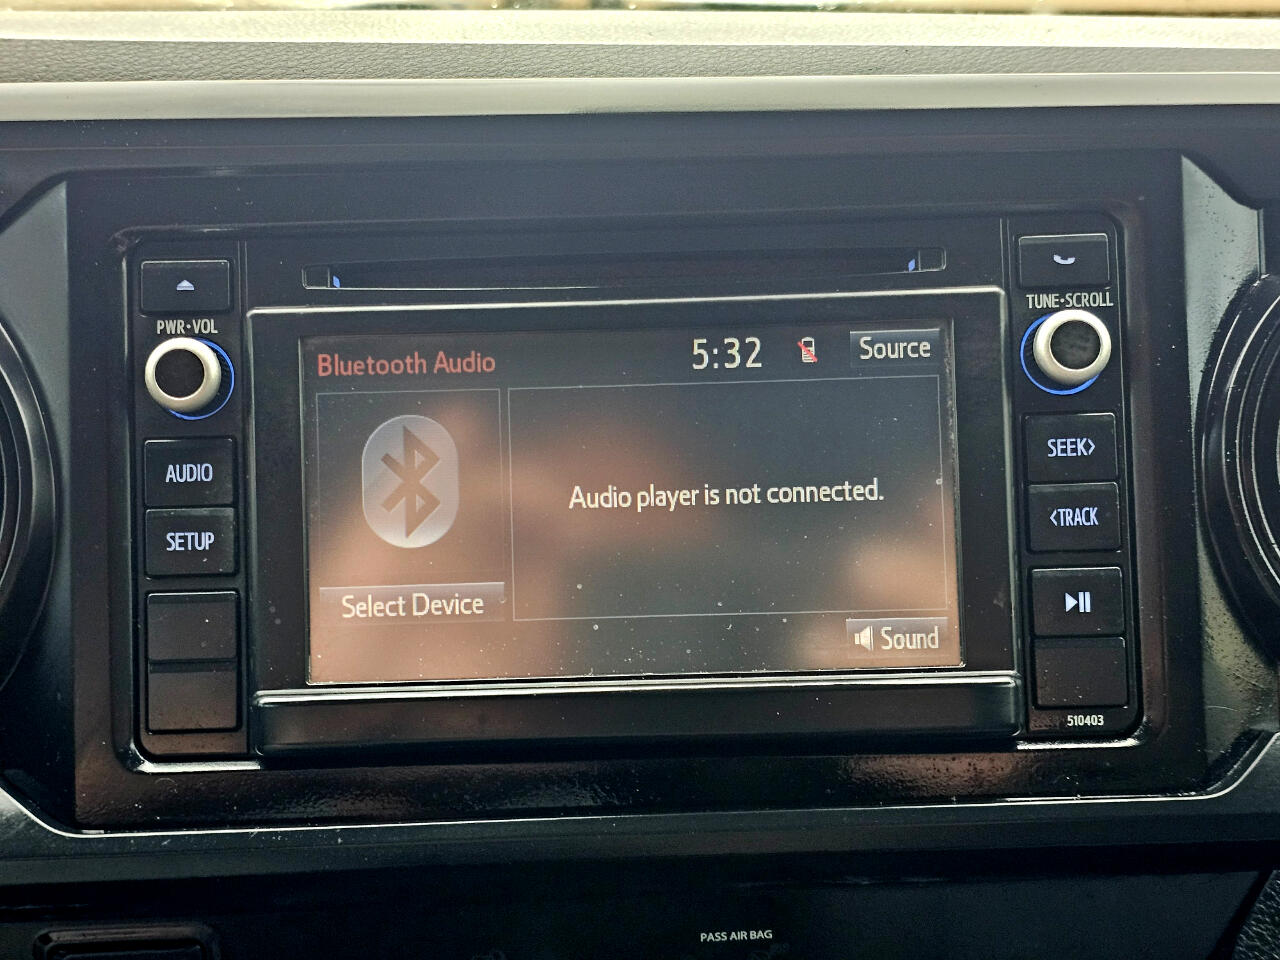 PWR•VOL
AUDIO
SETUP
Bluetooth Audio
5:32
Source
Audio player is not connected.
Select Device
Sound
TUNE•SCROLL
SEEK>
<TRACK
510403
PASS AIR BAG